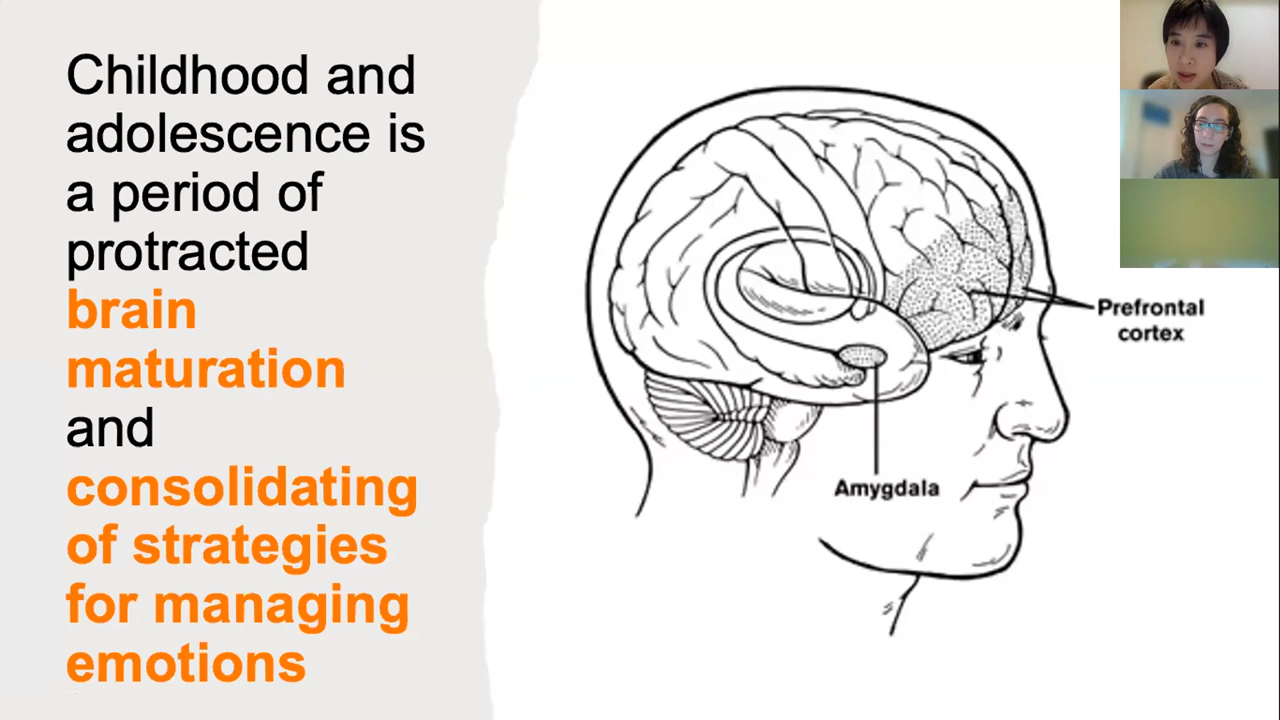 Childhood and
adolescence is
a period of
protracted
brain
maturation
and
consolidating
of strategies
for managing
emotions
Prefrontal
cortex
Amygdala